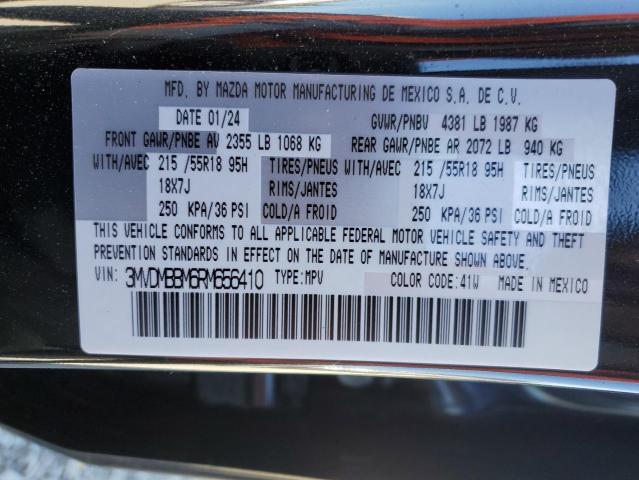 MFD. BY MAZDA MOTOR MANUFACTURING DE MEXICO S.A. DE C.V.
DATE 01/24 GVWR/PNBV 4381 LB 1987 KG
FRONT GAWR/PNBE AV 2355 LB 1068 KG REAR GAWR/PNBE AR 2072 LB 940 KG
WITH/AVEC 215 /55R18 95H TIRES/PNEUS WITH/AVEC 215 /55R18 95H TIRES/PNEUS
18X7J RIMS/JANTES 18X7J RIMS/JANTES
250 KPA/36 PSI COLD/A FROID 250 KPA/36 PSI COLD/A FROID
THIS VEHICLE CONFORMS TO ALL APPLICABLE FEDERAL MOTOR VEHICLE SAFETY AND THEFT
PREVENTION STANDARDS IN EFFECT ON THE DATE OF MANUFACTURE SHOWN ABOVE.
VIN: 3MVDMBBM6RM656410 TYPE:MPV COLOR CODE:41W MADE IN MEXICO